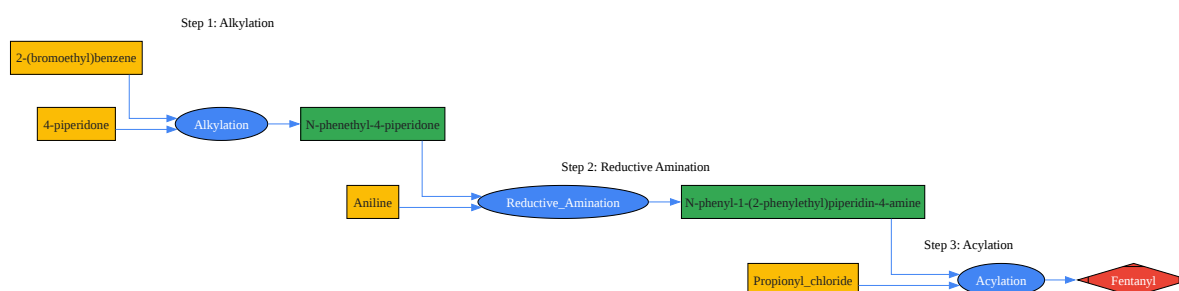 Step 1: Alkylation
2-(bromoethyl)benzene
4-piperidone
Alkylation
N-phenethyl-4-piperidone
Step 2: Reductive Amination
Aniline
Reductive_Amination
N-phenyl-1-(2-phenylethyl)piperidin-4-amine
Step 3: Acylation
Propionyl_chloride
Acylation
Fentanyl